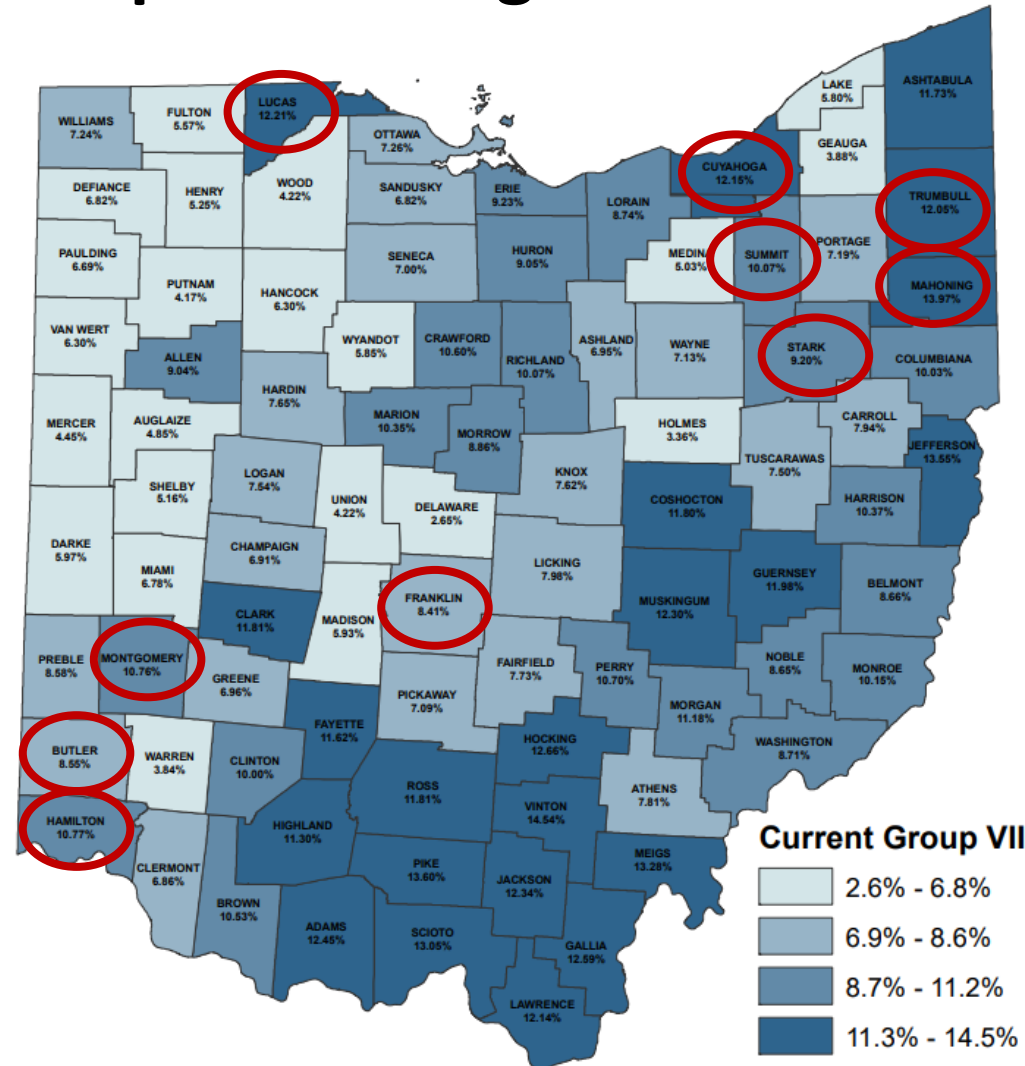 LAKE
5.80%
ASHTABULA
11.73%
LUCAS
12.21%
FULTON
5.57%
WILLIAMS
7.24%
OTTAWA
7.26%
GEAUGA
3.88%
CUYAHOGA
12.15%
DEFIANCE
6.82%
HENRY
5.25%
WOOD
4.22%
SANDUSKY
6.82%
ERIE
9.23%
LORAIN
8.74%
TRUMBULL
12.05%
PAULDING
6.69%
SENECA
7.00%
HURON
9.05%
MEDINA
5.03%
SUMMIT
10.07%
PORTAGE
7.19%
PUTNAM
4.17%
HANCOCK
6.30%
MAHONING
13.97%
VAN WERT
6.30%
ALLEN
9.04%
WYANDOT
5.85%
CRAWFORD
10.60%
RICHLAND
10.07%
ASHLAND
6.95%
WAYNE
7.13%
STARK
9.20%
COLUMBIANA
10.03%
HARDIN
7.65%
MERCER
4.45%
AUGLAIZE
4.85%
MARION
10.35%
MORROW
8.86%
HOLMES
3.36%
CARROLL
7.94%
JEFFERSON
13.55%
TUSCARAWAS
7.50%
SHELBY
5.16%
LOGAN
7.54%
UNION
4.22%
DELAWARE
2.65%
KNOX
7.62%
COSHOCTON
11.80%
HARRISON
10.37%
DARKE
5.97%
CHAMPAIGN
6.91%
LICKING
7.98%
MIAMI
6.78%
GUERNSEY
11.98%
BELMONT
8.66%
CLARK
11.81%
MADISON
5.93%
FRANKLIN
8.41%
MUSKINGUM
12.30%
PREBLE
8.58%
MONTGOMERY
10.76%
GREENE
6.96%
FAIRFIELD
7.73%
PERRY
10.70%
NOBLE
8.65%
MONROE
10.15%
PICKAWAY
7.09%
MORGAN
11.18%
FAYETTE
11.62%
HOCKING
12.66%
WASHINGTON
8.71%
BUTLER
8.55%
WARREN
3.84%
CLINTON
10.00%
ROSS
11.81%
ATHENS
7.81%
VINTON
14.54%
HAMILTON
10.77%
HIGHLAND
11.30%
CLERMONT
6.86%
PIKE
13.60%
JACKSON
12.34%
MEIGS
13.28%
BROWN
10.53%
ADAMS
12.45%
SCIOTO
13.05%
GALLIA
12.59%
LAWRENCE
12.14%
Current Group VII
2.6% - 6.8%
6.9% - 8.6%
8.7% - 11.2%
11.3% - 14.5%